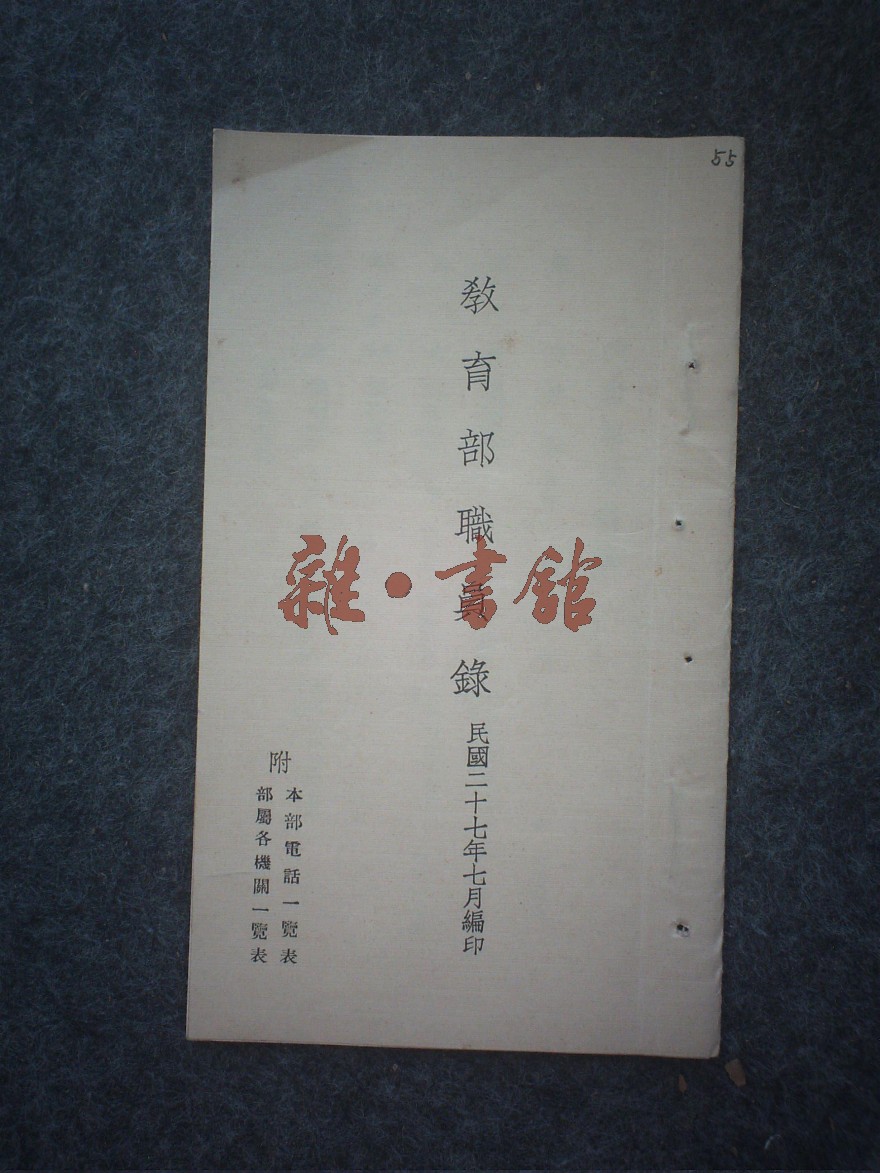 55
教育部職員錄
民國二十七年七月編印
附
本部電話一覽表
部屬各機關一覽表
雜·書館